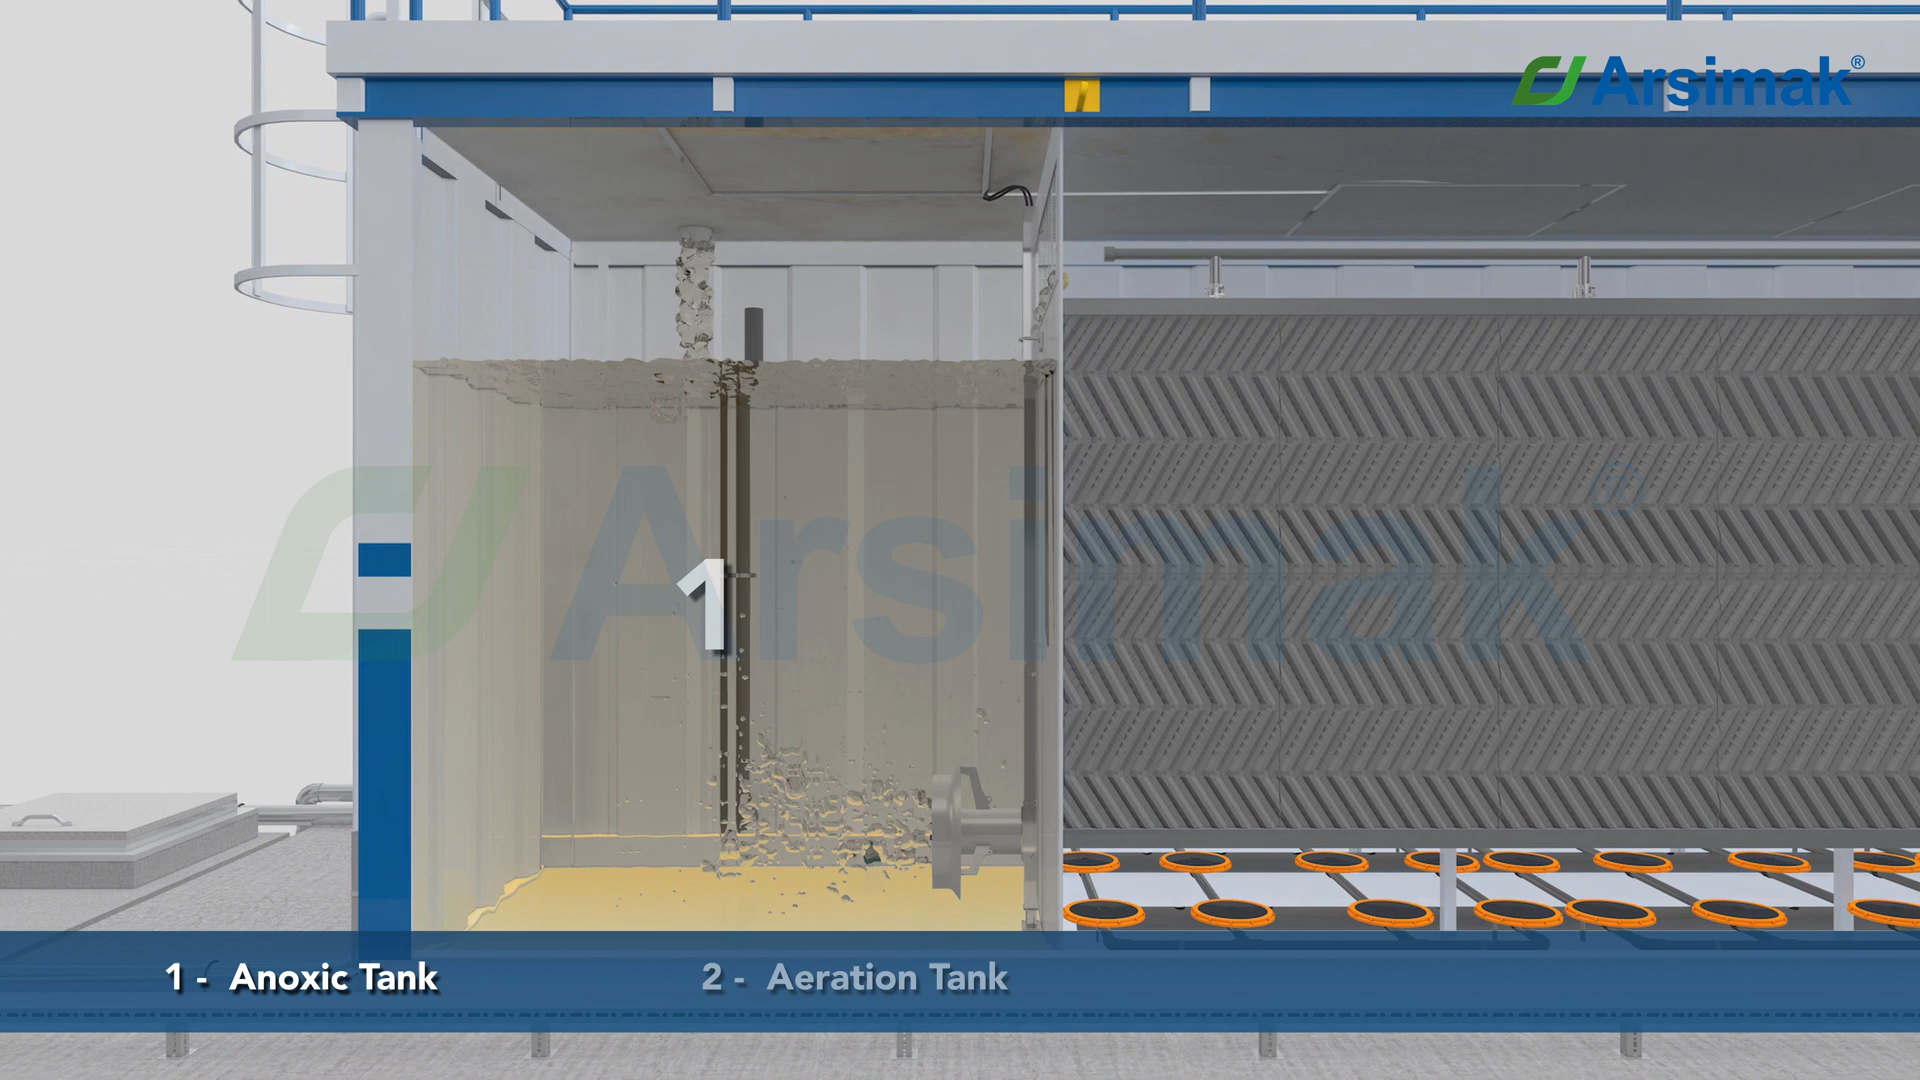 Arsimak®
Arsimak®
1
1 - Anoxic Tank
2 - Aeration Tank